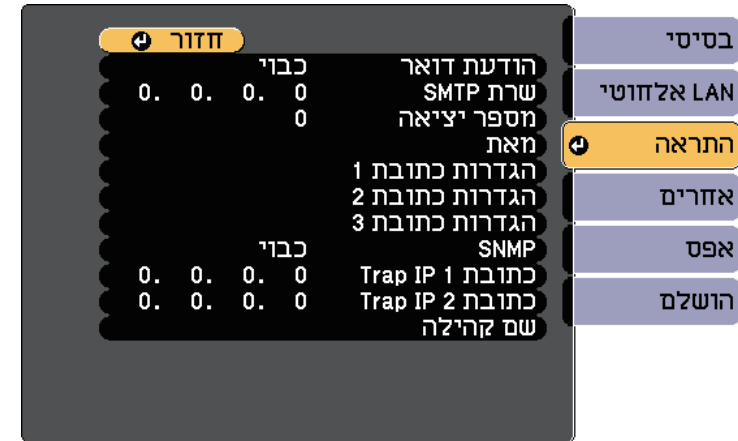 חזור
הודעת דואר כבוי
שרת SMTP 0. 0. 0. 0
מספר יציאה 0
מאת
הגדרות כתובת 1
הגדרות כתובת 2
הגדרות כתובת 3
SNMP כבוי
כתובת Trap IP 1 0. 0. 0. 0
כתובת Trap IP 2 0. 0. 0. 0
שם קהילה
בסיסי
LAN אלחוטי
התראה
אחרים
אפס
הושלם